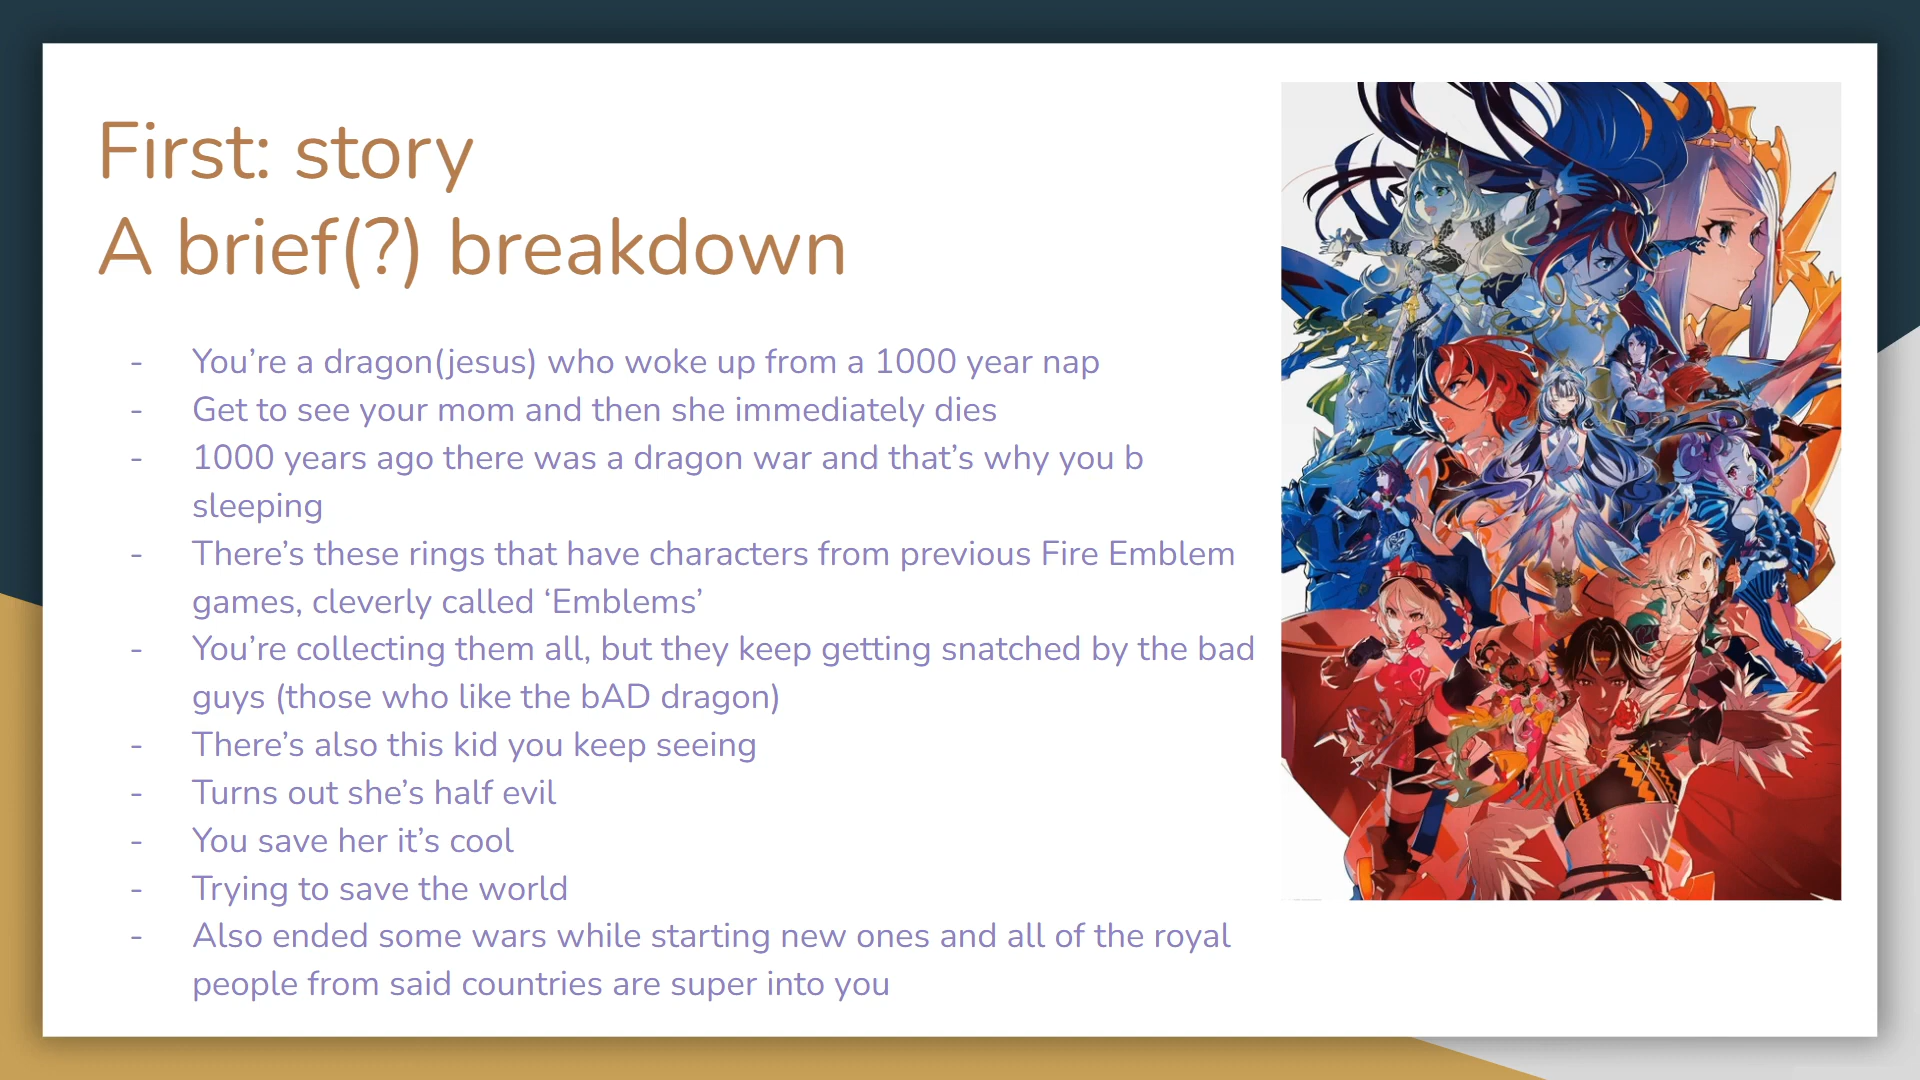 First: story
A brief(?) breakdown
- You’re a dragon(jesus) who woke up from a 1000 year nap
- Get to see your mom and then she immediately dies
- 1000 years ago there was a dragon war and that’s why you b
sleeping
- There’s these rings that have characters from previous Fire Emblem
games, cleverly called ‘Emblems’
- You’re collecting them all, but they keep getting snatched by the bad
guys (those who like the bAD dragon)
- There’s also this kid you keep seeing
- Turns out she’s half evil
- You save her it’s cool
- Trying to save the world
- Also ended some wars while starting new ones and all of the royal
people from said countries are super into you